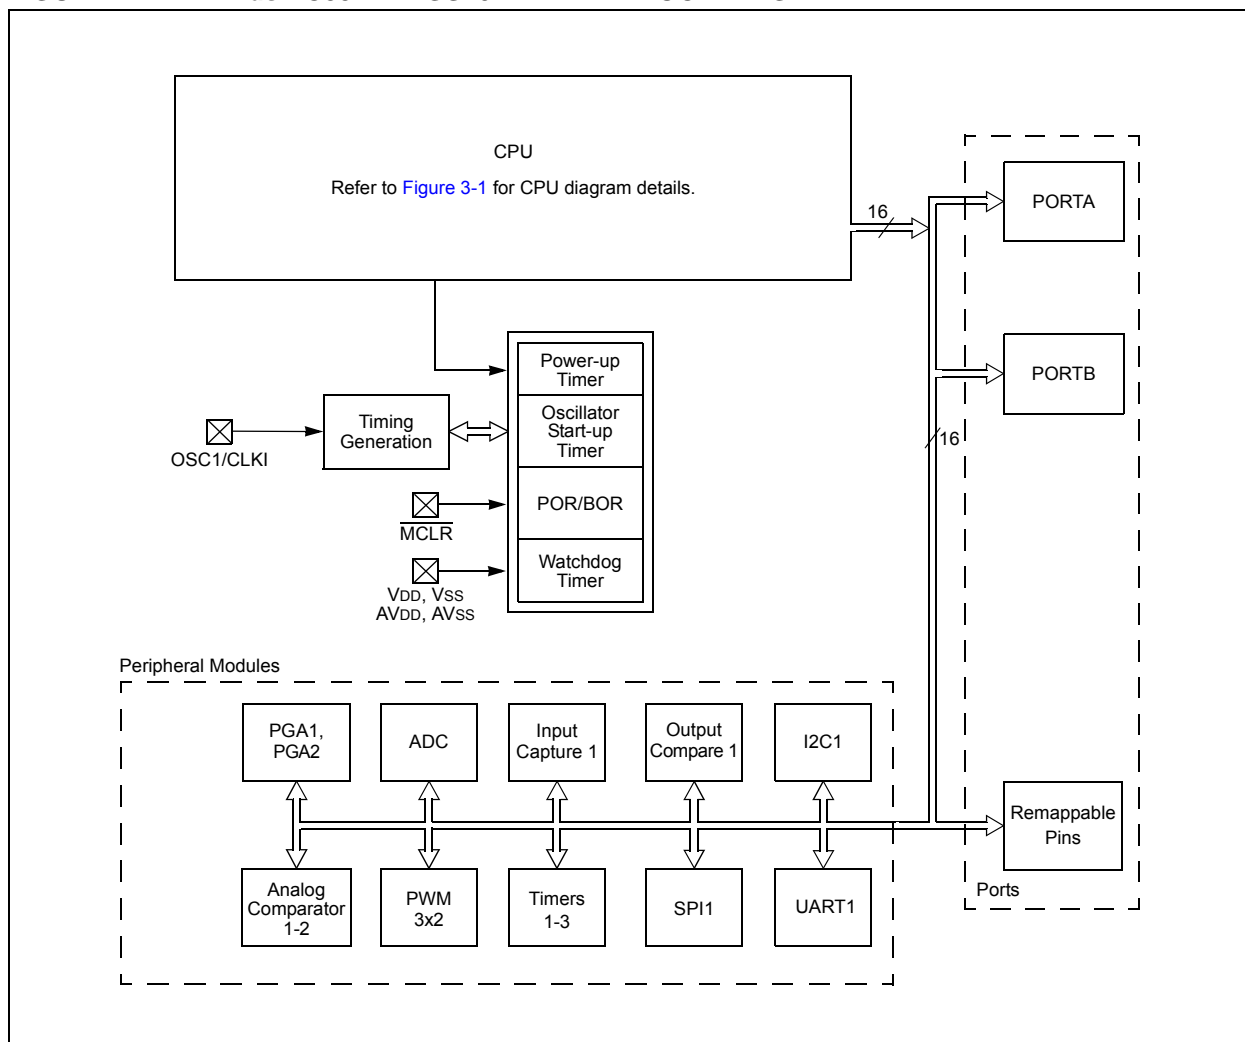 CPU
Refer to Figure 3-1 for CPU diagram details.
16
PORTA
PORTB
16
Power-up
Timer
Oscillator
Start-up
Timer
POR/BOR
Watchdog
Timer
Timing
Generation
OSC1/CLKI
MCLR
VDD, VSS
AVDD, AVSS
Peripheral Modules
PGA1,
PGA2
ADC
Input
Capture 1
Output
Compare 1
I2C1
Remappable
Pins
Analog
Comparator
1-2
PWM
3x2
Timers
1-3
SPI1
UART1
Ports